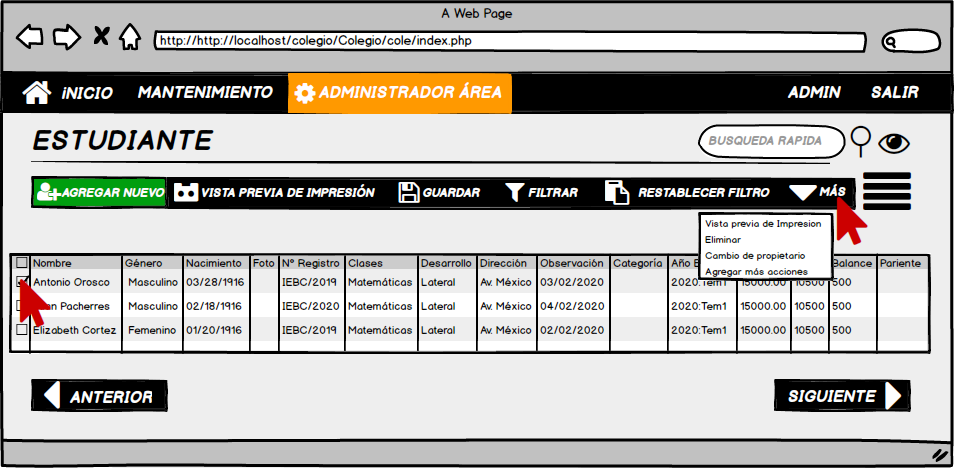 A Web Page
http://http://localhost/colegio/Colegio/cole/index.php
iNICIO MANTENIMIENTO ADMINISTRADOR ÁREA ADMIN SALIR
ESTUDIANTE BUSQUEDA RAPIDA
AGREGAR NUEVO VISTA PREVIA DE IMPRESIÓN GUARDAR FILTRAR RESTABLECER FILTRO MÁS
Vista previa de Impresion
Eliminar
Cambio de propietario
Agregar más acciones
Nombre Género Nacimiento Foto N° Registro Clases Desarrollo Dirección Observación Categoría Año Balance Pariente
Antonio Orosco Masculino 03/28/1916 IEBC/2019 Matemáticas Lateral Av. México 03/02/2020 2020:Tem1 15000.00 10500 500
Pacherres Masculino 02/18/1916 IEBC/2020 Matemáticas Lateral Av. México 04/02/2020 2020:Tem1 15000.00 10500 500
Elizabeth Cortez Femenino 01/20/1916 IEBC/2019 Matemáticas Lateral Av. México 02/02/2020 2020:Tem1 15000.00 10500 500
ANTERIOR SIGUIENTE